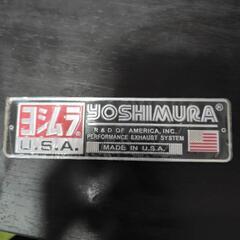 ヨシムラ YOSHIMURA®
U.S.A.
R & D OF AMERICA, INC.
PERFORMANCE EXHAUST SYSTEM
MADE IN U.S.A.